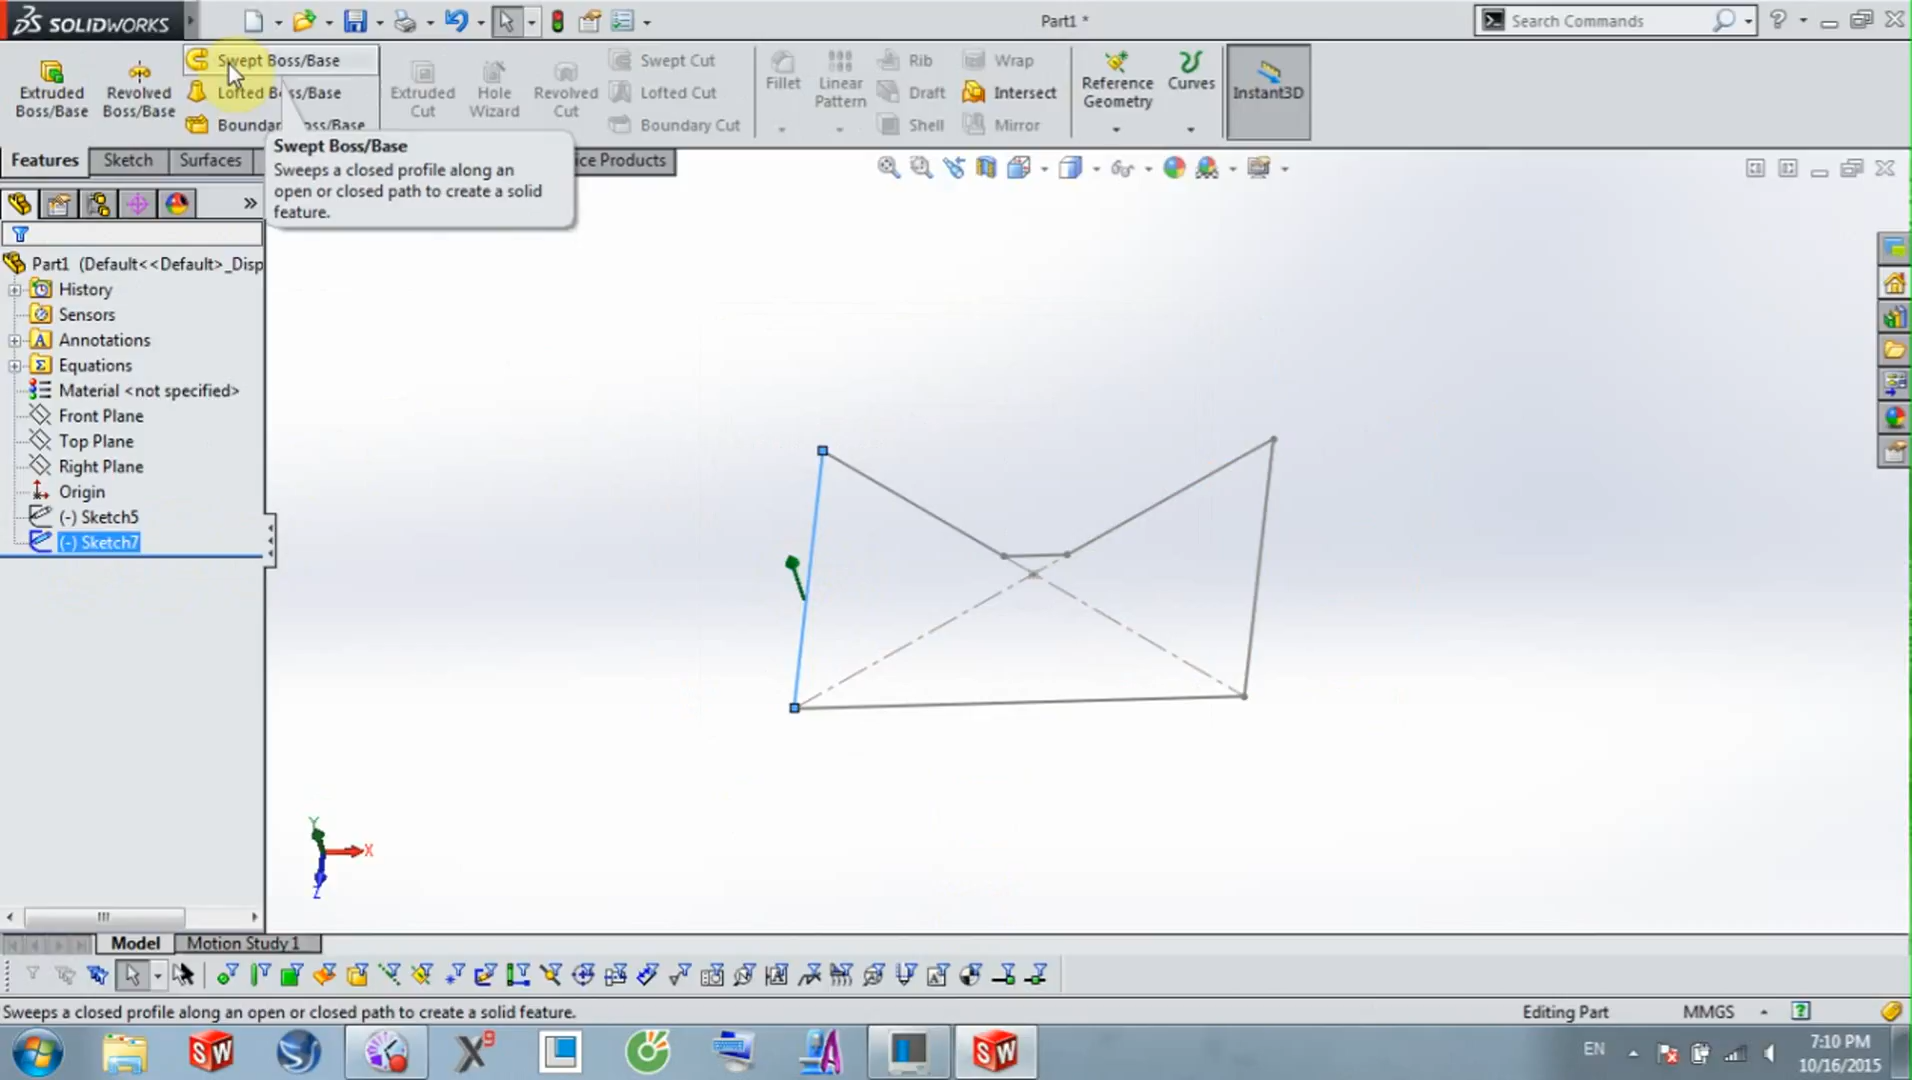 SOLIDWORKS
Part1 *
Search Commands
Extruded
Boss/Base
Revolved
Boss/Base
Swept Boss/Base
Lofted Boss/Base
Extruded
Cut
Hole
Wizard
Revolved
Cut
Swept Cut
Lofted Cut
Boundary Cut
Fillet
Linear
Pattern
Rib
Draft
Shell
Wrap
Intersect
Mirror
Reference
Geometry
Curves
Instant3D
Features
Sketch
Surfaces
ice Products
Swept Boss/Base
Sweeps a closed profile along an
open or closed path to create a solid
feature.
Part1 (Default<<Default>_Disp
History
Sensors
Annotations
Equations
Material <not specified>
Front Plane
Top Plane
Right Plane
Origin
(-) Sketch5
(-) Sketch7
Y
X
Z
Model
Motion Study 1
Sweeps a closed profile along an open or closed path to create a solid feature.
Editing Part
MMGS
EN
7:10 PM
10/16/2015